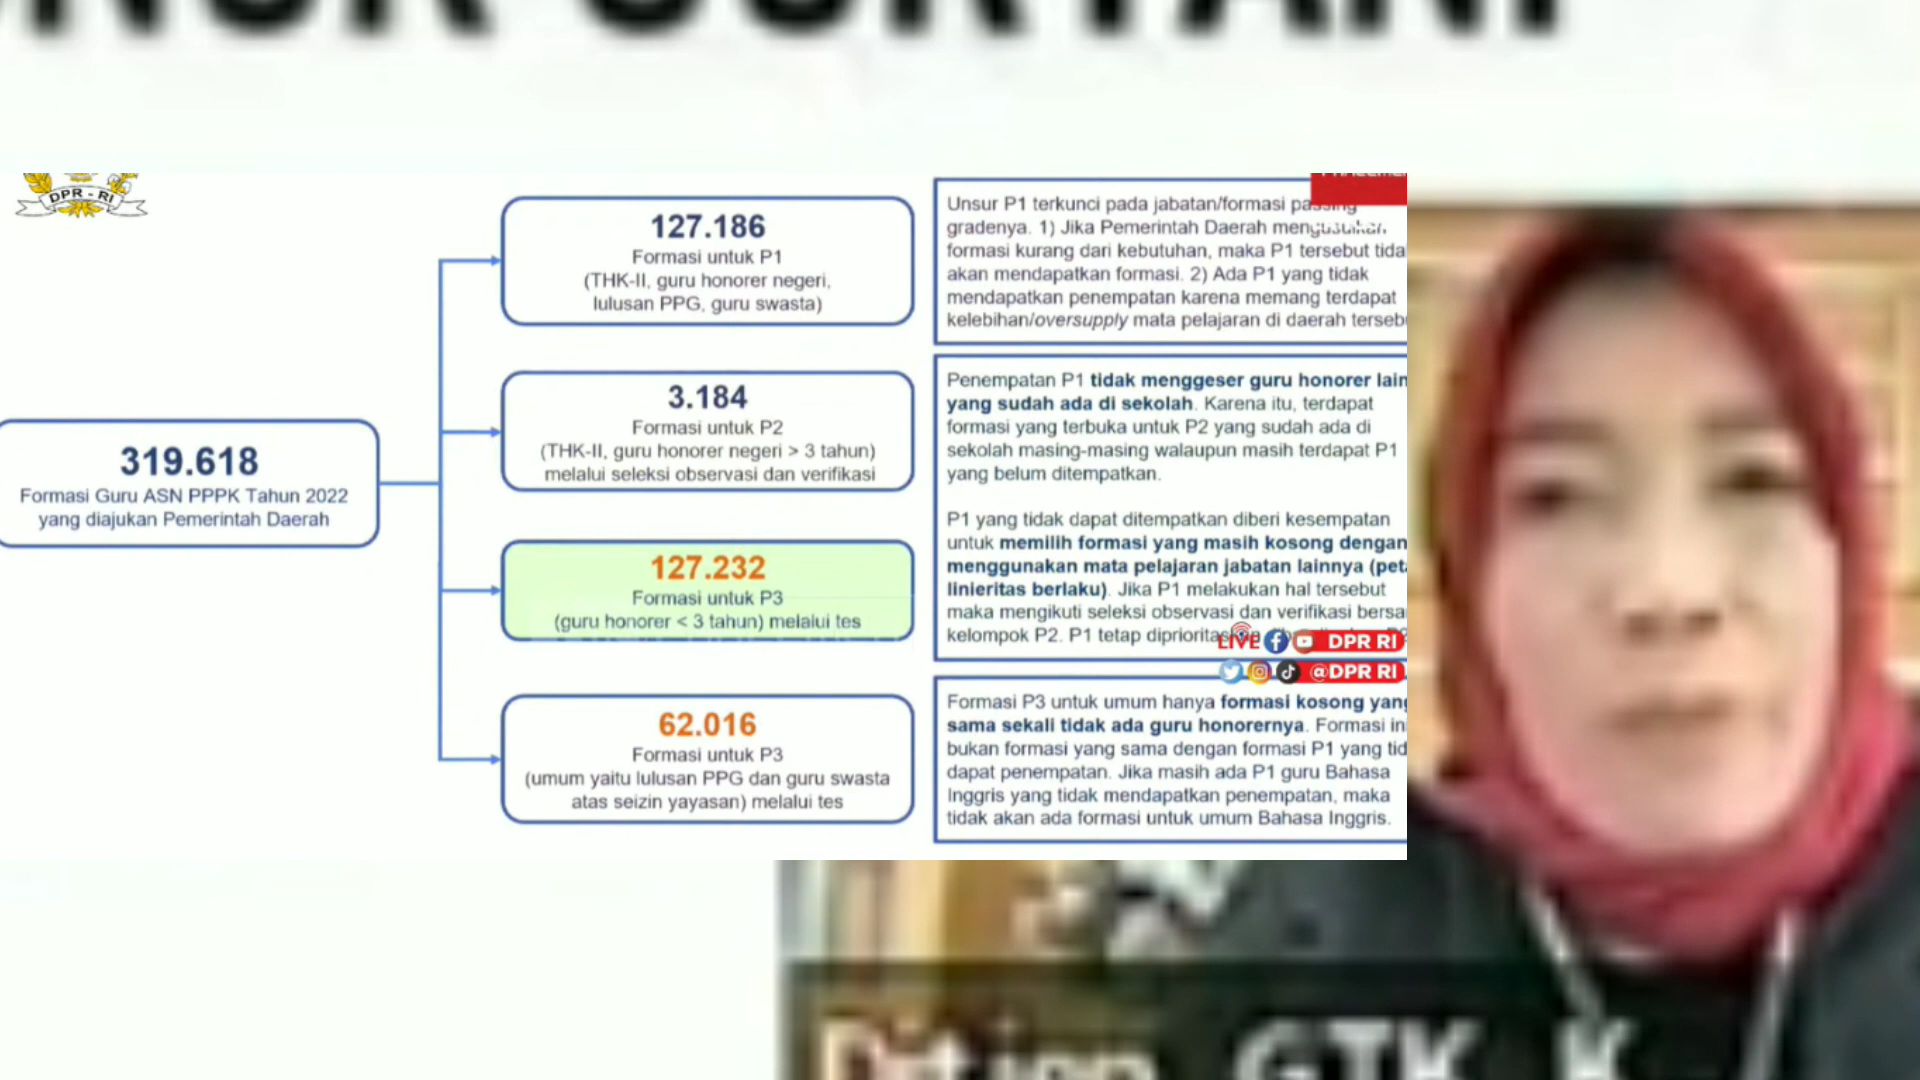 DPR - RI
319.618
Formasi Guru ASN PPPK Tahun 2022
yang diajukan Pemerintah Daerah
127.186
Formasi untuk P1
(THK-II, guru honorer negeri,
lulusan PPG, guru swasta)
3.184
Formasi untuk P2
(THK-II, guru honorer negeri > 3 tahun)
melalui seleksi observasi dan verifikasi
127.232
Formasi untuk P3
(guru honorer < 3 tahun) melalui tes
62.016
Formasi untuk P3
(umum yaitu lulusan PPG dan guru swasta
atas seizin yayasan) melalui tes
Unsur P1 terkunci pada jabatan/formasi passing
gradenya. 1) Jika Pemerintah Daerah mengusulkan
formasi kurang dari kebutuhan, maka P1 tersebut tida
akan mendapatkan formasi. 2) Ada P1 yang tidak
mendapatkan penempatan karena memang terdapat
kelebihan/oversupply mata pelajaran di daerah terseb
Penempatan P1 tidak menggeser guru honorer lain
yang sudah ada di sekolah. Karena itu, terdapat
formasi yang terbuka untuk P2 yang sudah ada di
sekolah masing-masing walaupun masih terdapat P1
yang belum ditempatkan.
P1 yang tidak dapat ditempatkan diberi kesempatan
untuk memilih formasi yang masih kosong dengan
menggunakan mata pelajaran jabatan lainnya (peta
linieritas berlaku). Jika P1 melakukan hal tersebut
maka mengikuti seleksi observasi dan verifikasi bersa
kelompok P2. P1 tetap
LIVE DPR RI
@DPR RI
Formasi P3 untuk umum hanya formasi kosong yang
sama sekali tidak ada guru honorernya. Formasi in
bukan formasi yang sama dengan formasi P1 yang tid
dapat penempatan. Jika masih ada P1 guru Bahasa
Inggris yang tidak mendapatkan penempatan, maka
tidak akan ada formasi untuk umum Bahasa Inggris.
GTK K